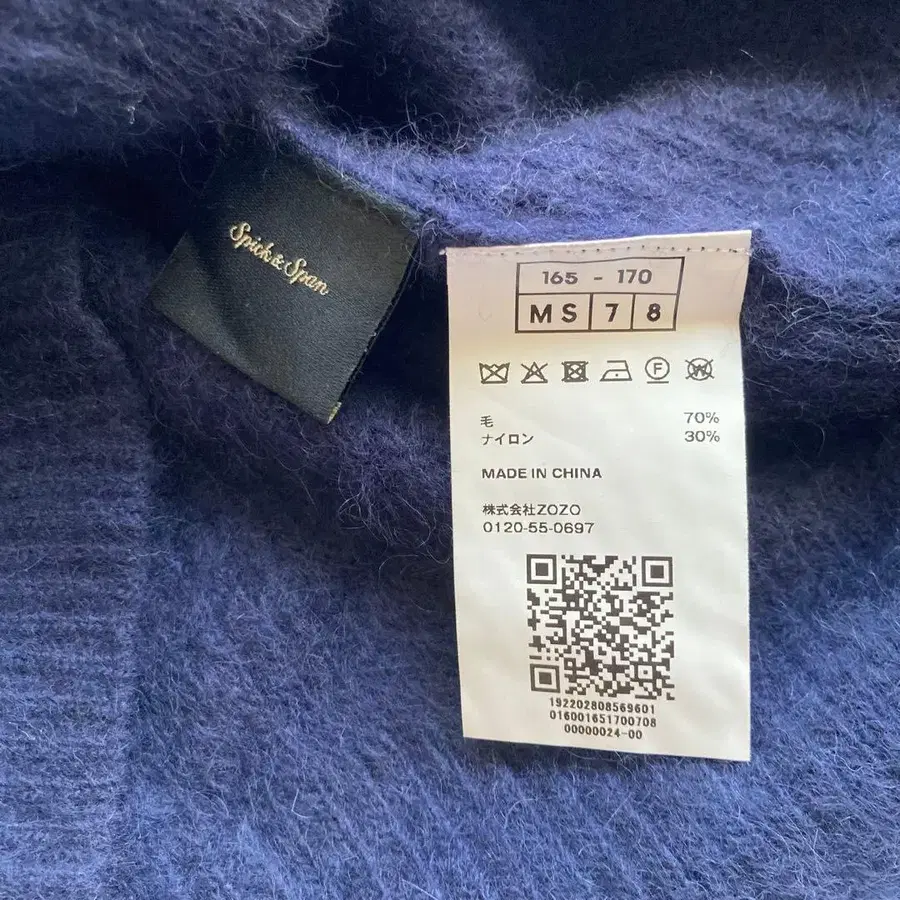 Spick & Span
165 - 170
MS 7 8
毛 70%
ナイロン 30%
MADE IN CHINA
株式会社ZOZO
0120-55-0697
192202808569601
016001651700708
00000024-00